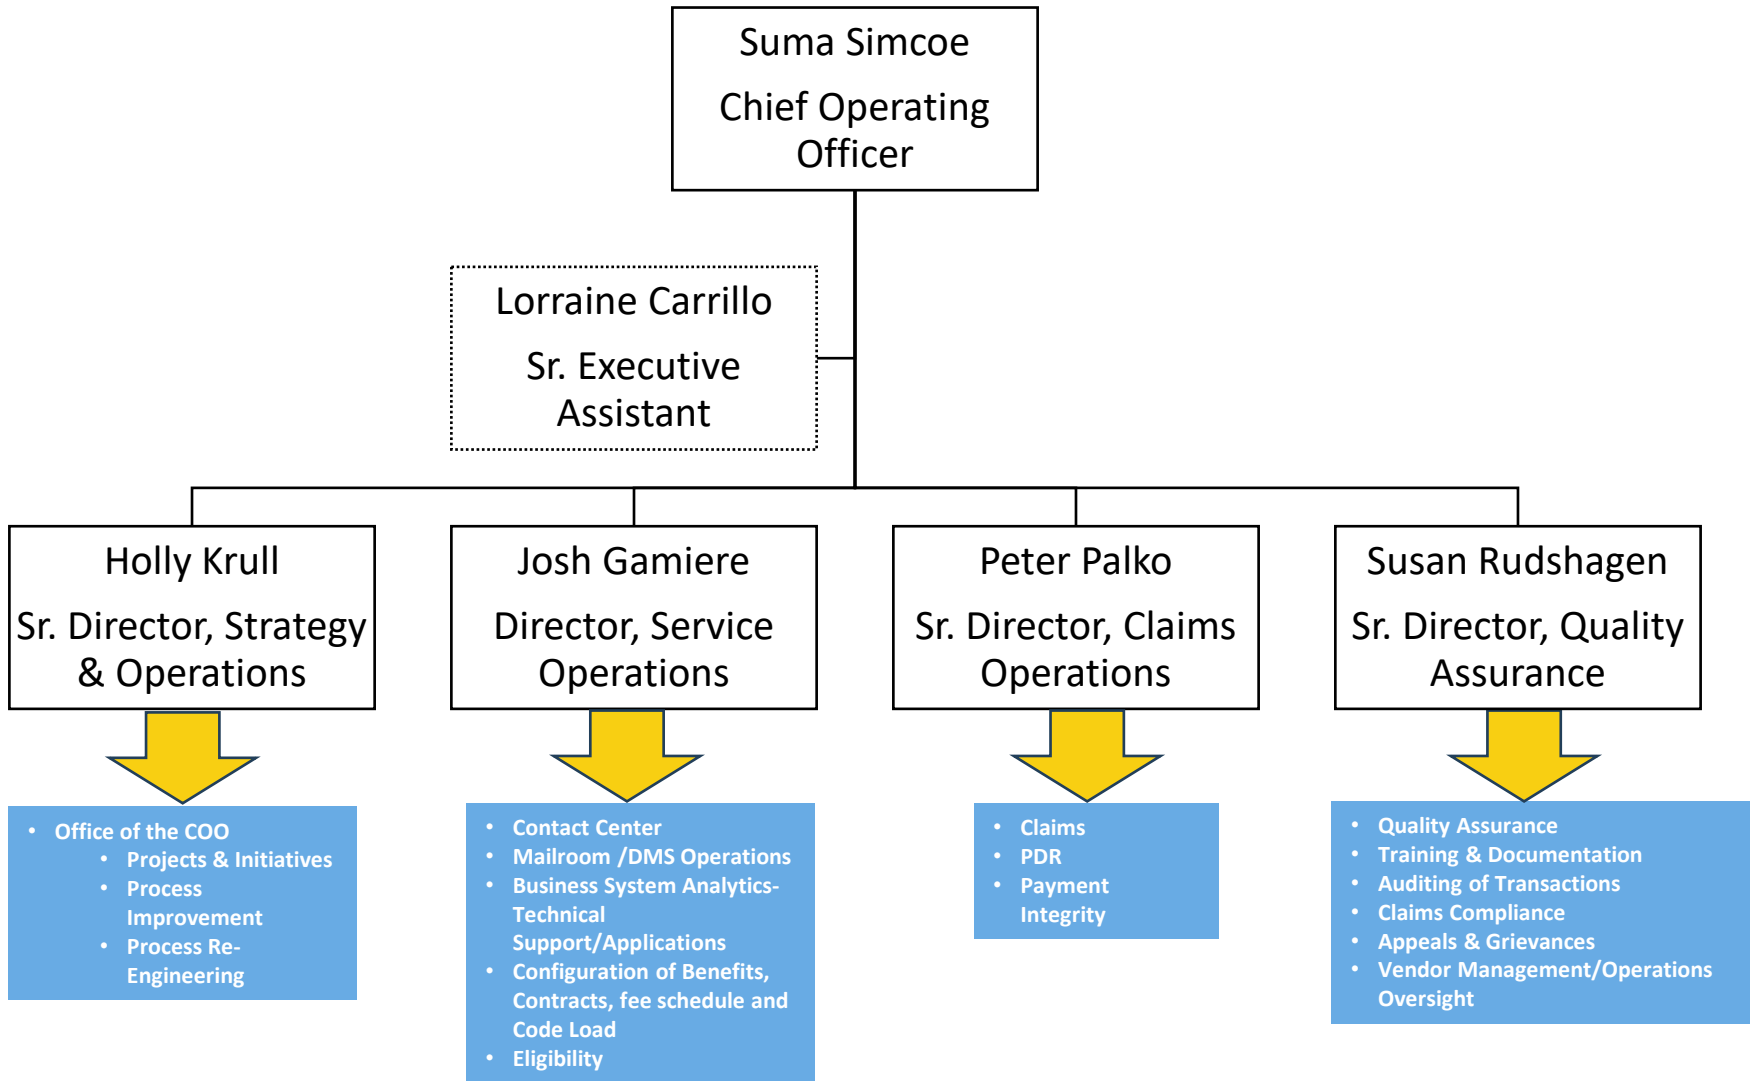 Suma Simcoe
Chief Operating
Officer
Lorraine Carrillo
Sr. Executive
Assistant
Holly Krull
Sr. Director, Strategy
& Operations
Josh Gamiere
Director, Service
Operations
Peter Palko
Sr. Director, Claims
Operations
Susan Rudshagen
Sr. Director, Quality
Assurance
• Office of the COO
• Projects & Initiatives
• Process
Improvement
• Process Re-
Engineering
• Contact Center
• Mailroom /DMS Operations
• Business System Analytics-
Technical
Support/Applications
• Configuration of Benefits,
Contracts, fee schedule and
Code Load
• Eligibility
• Claims
• PDR
• Payment
Integrity
• Quality Assurance
• Training & Documentation
• Auditing of Transactions
• Claims Compliance
• Appeals & Grievances
• Vendor Management/Operations
Oversight